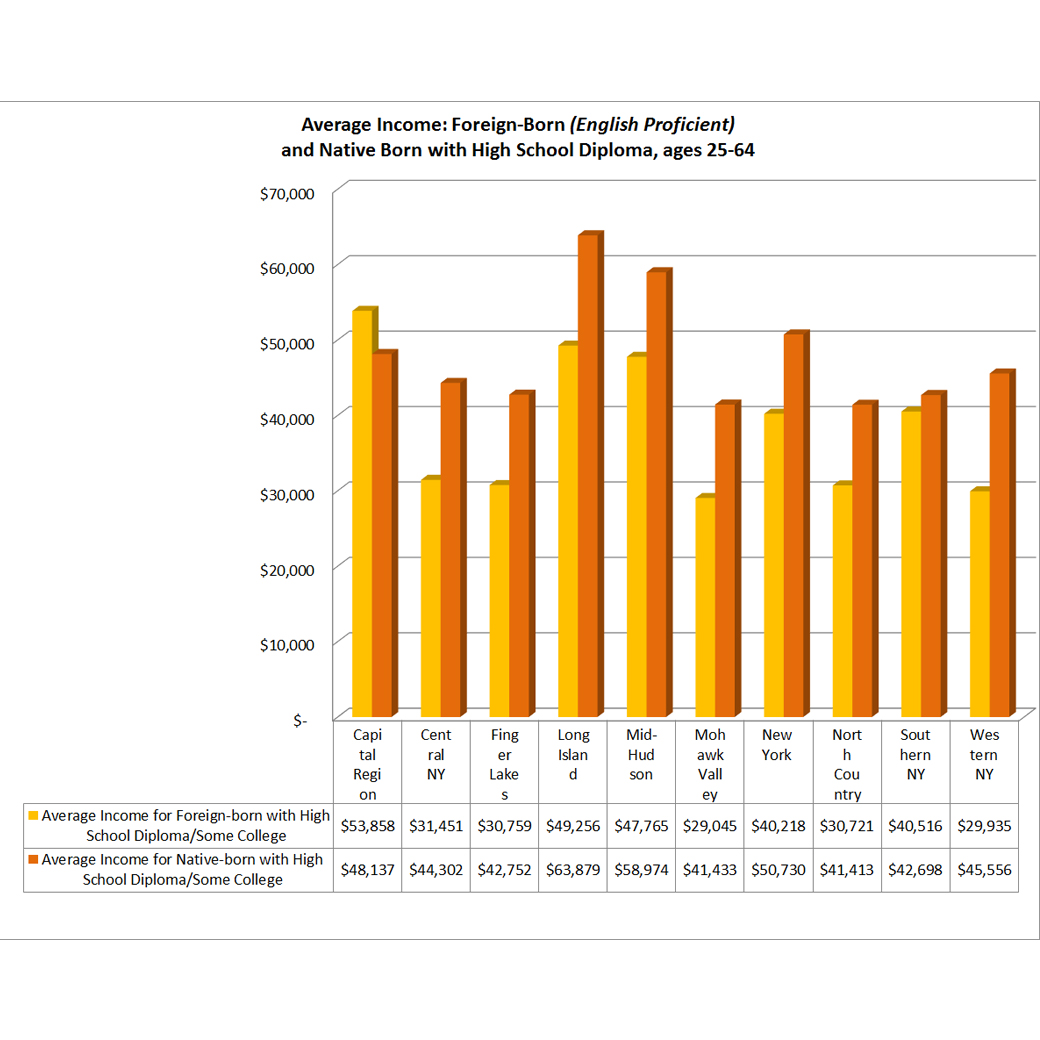 Average Income: Foreign-Born (English Proficient)
and Native Born with High School Diploma, ages 25-64
$70,000
$60,000
$50,000
$40,000
$30,000
$20,000
$10,000
$-
Capi
tal
Regi
on
Cent
ral
NY
Fing
er
Lake
s
Long
Islan
d
Mid-
Hud
son
Moh
awk
Vall
ey
New
York
Nort
h
Cou
ntry
Sout
hern
NY
Wes
tern
NY
Average Income for Foreign-born with High
School Diploma/Some College
$53,858 $31,451 $30,759 $49,256 $47,765 $29,045 $40,218 $30,721 $40,516 $29,935
Average Income for Native-born with High
School Diploma/Some College
$48,137 $44,302 $42,752 $63,879 $58,974 $41,433 $50,730 $41,413 $42,698 $45,556